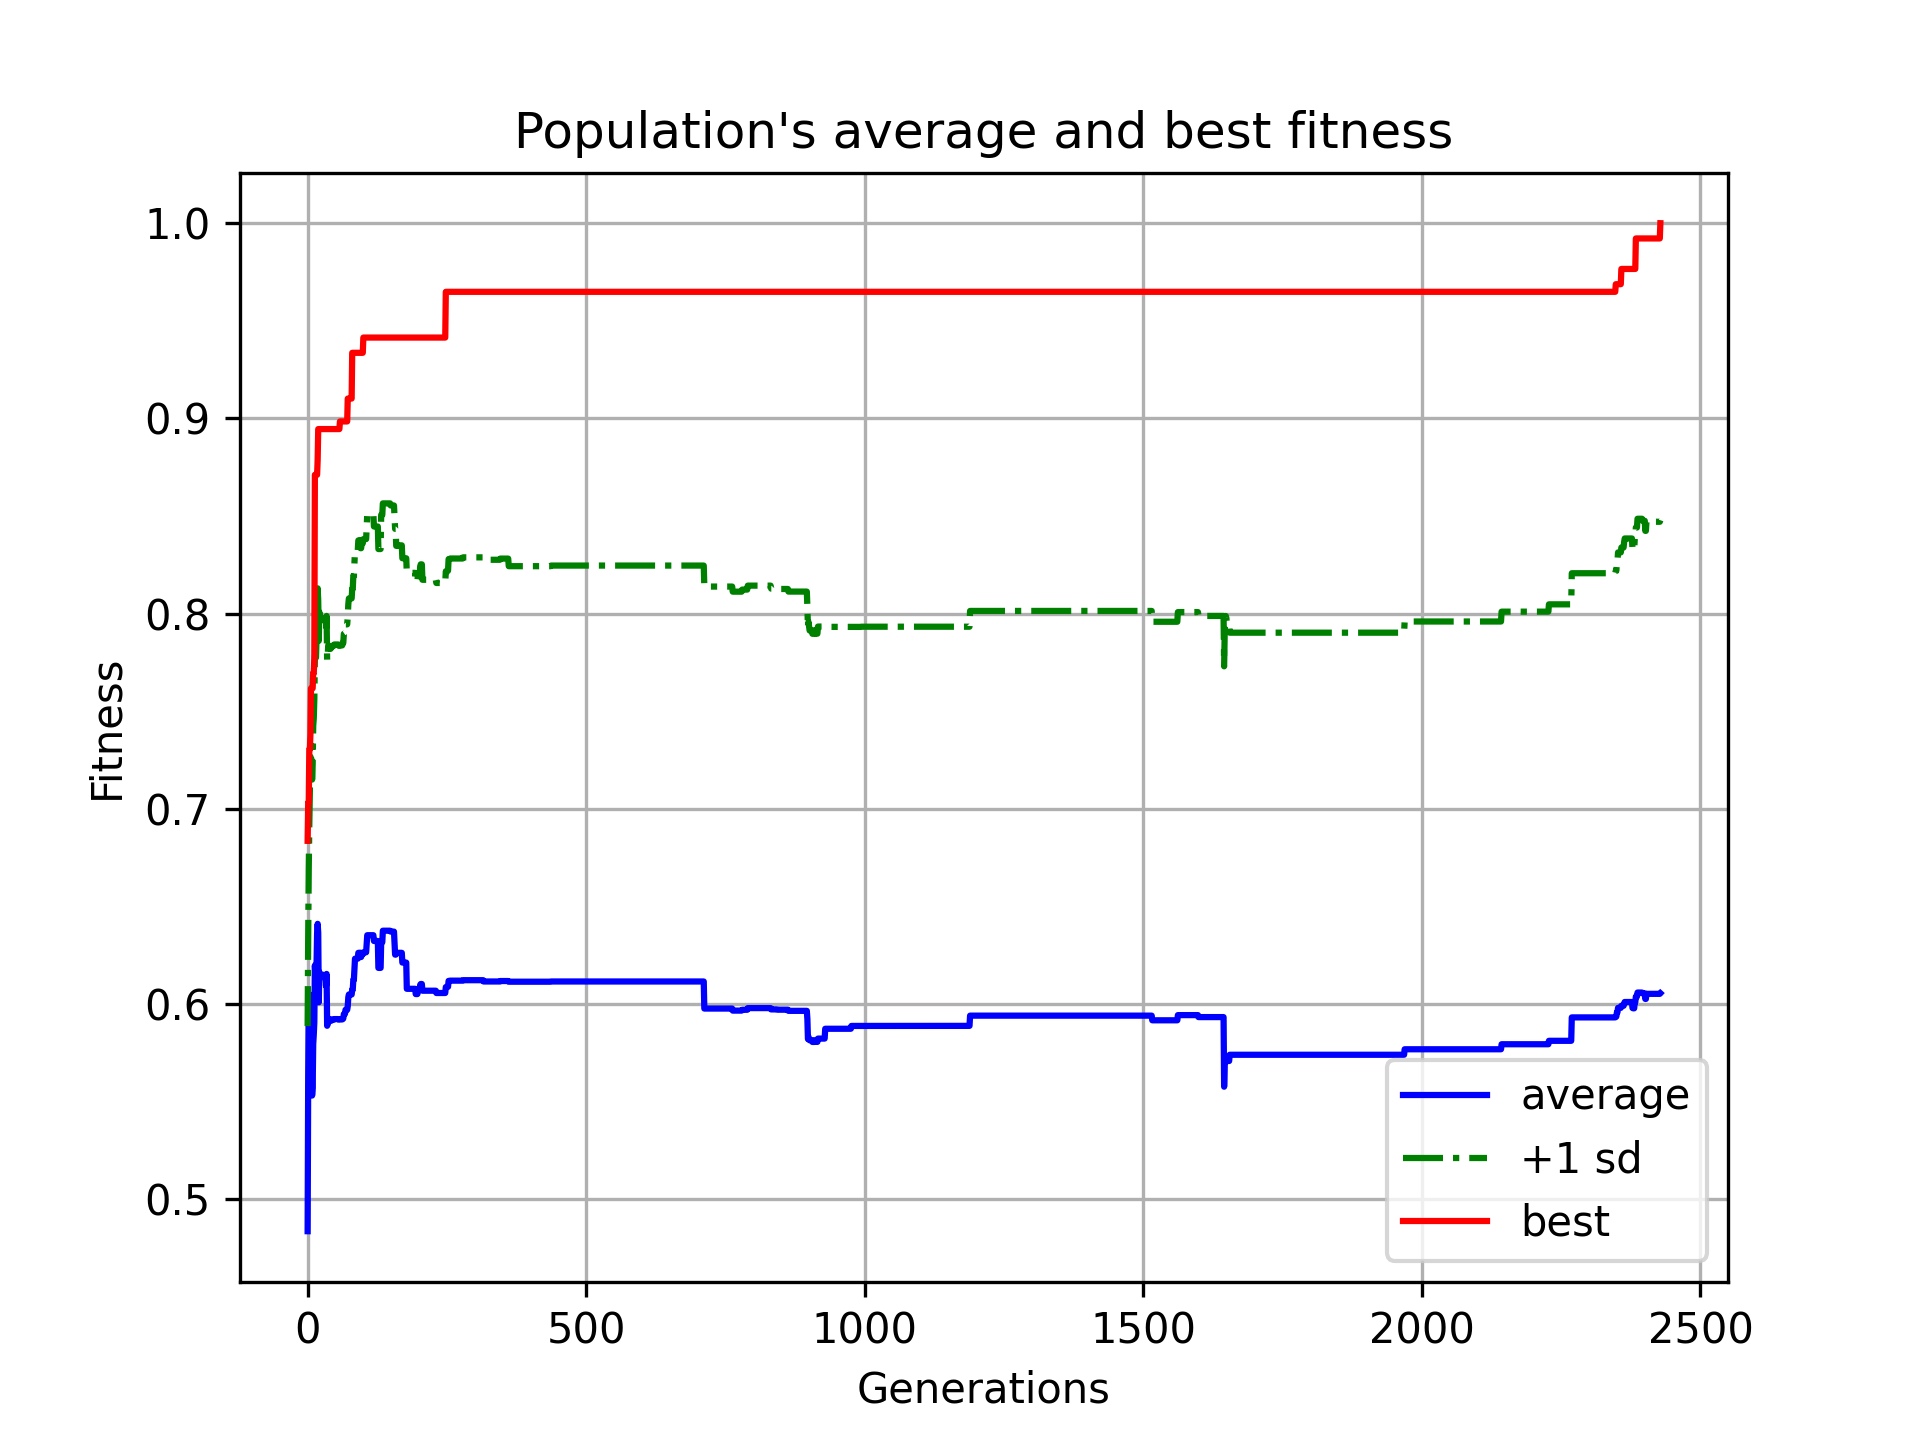 Population's average and best fitness
1.0
0.9
0.8
0.7
0.6
0.5
Fitness
0 500 1000 1500 2000 2500
Generations
average
+1 sd
best